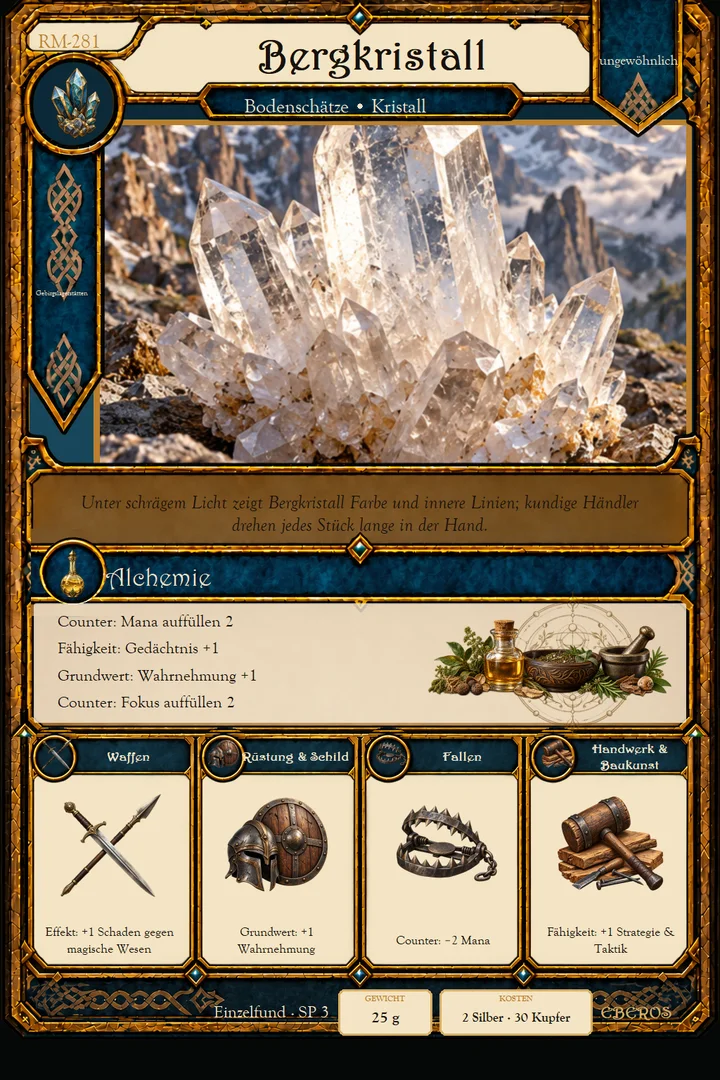 RM-281
Bergkristall
ungewöhnlich
Bodenschätze • Kristall
Gebirgslagerstätten
Unter schrägem Licht zeigt Bergkristall Farbe und innere Linien; kundige Händler
drehen jedes Stück lange in der Hand.
Alchemie
Counter: Mana auffüllen 2
Fähigkeit: Gedächtnis +1
Grundwert: Wahrnehmung +1
Counter: Fokus auffüllen 2
Waffen
Rüstung & Schild
Fallen
Handwerk &
Baukunst
Effekt: +1 Schaden gegen
magische Wesen
Grundwert: +1
Wahrnehmung
Counter: −2 Mana
Fähigkeit: +1 Strategie &
Taktik
Einzelfund · SP 3
GEWICHT
25 g
KOSTEN
2 Silber · 30 Kupfer
EBEROS